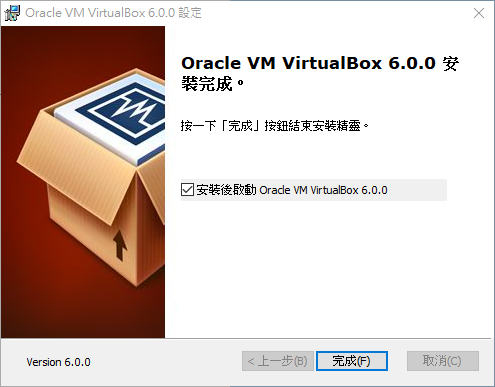 Oracle VM VirtualBox 6.0.0 設定
Oracle VM VirtualBox 6.0.0 安
裝完成。
按一下「完成」按鈕結束安裝精靈。
安裝後啟動 Oracle VM VirtualBox 6.0.0
Version 6.0.0
< 上一步(B)
完成(F)
取消(C)